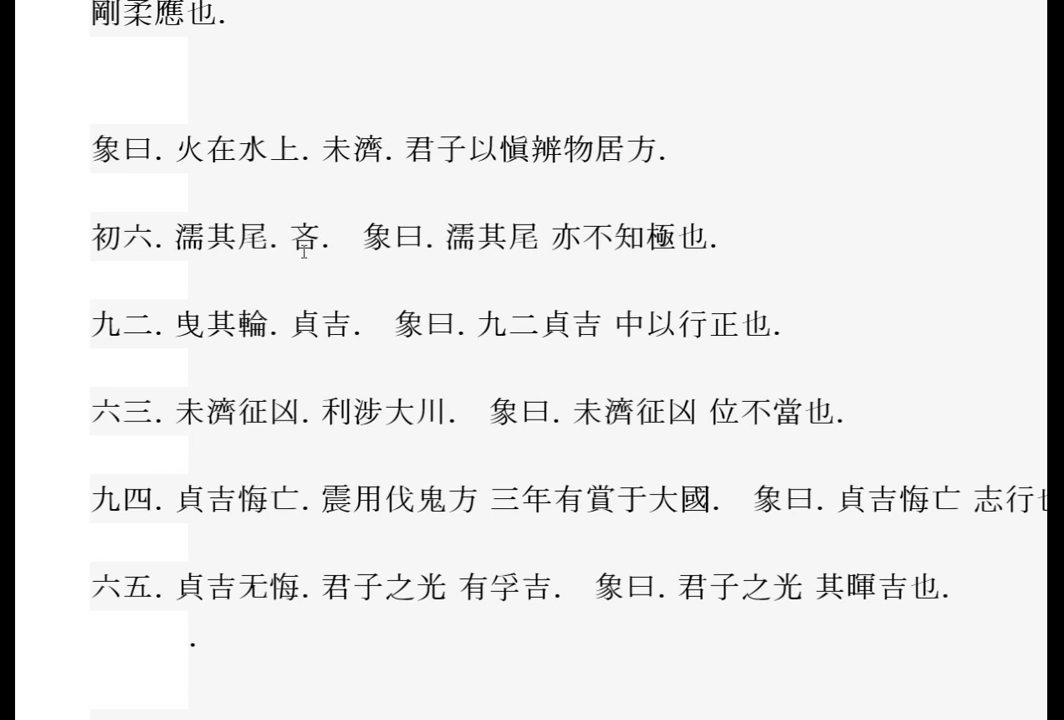 剛柔應也.
象曰. 火在水上. 未濟. 君子以愼辨物居方.
初六. 濡其尾. 吝. 象曰. 濡其尾 亦不知極也.
九二. 曳其輪. 貞吉. 象曰. 九二貞吉 中以行正也.
六三. 未濟征凶. 利涉大川. 象曰. 未濟征凶 位不當也.
九四. 貞吉悔亡. 震用伐鬼方 三年有賞于大國. 象曰. 貞吉悔亡 志行
六五. 貞吉无悔. 君子之光 有孚吉. 象曰. 君子之光 其暉吉也.
.